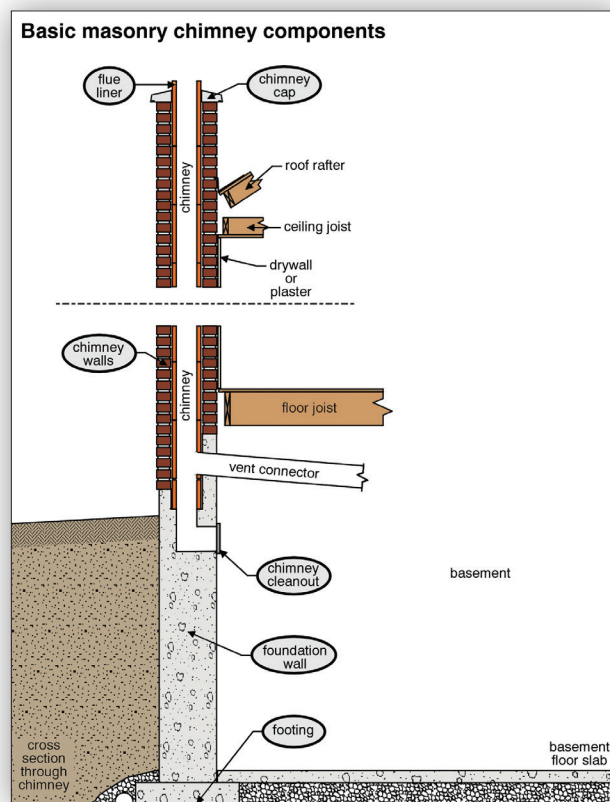 Basic masonry chimney components
flue
liner
chimney
cap
chimney
roof rafter
ceiling joist
drywall
or
plaster
chimney
walls
chimney
floor joist
vent connector
chimney
cleanout
basement
foundation
wall
footing
cross
section
through
chimney
basement
floor slab